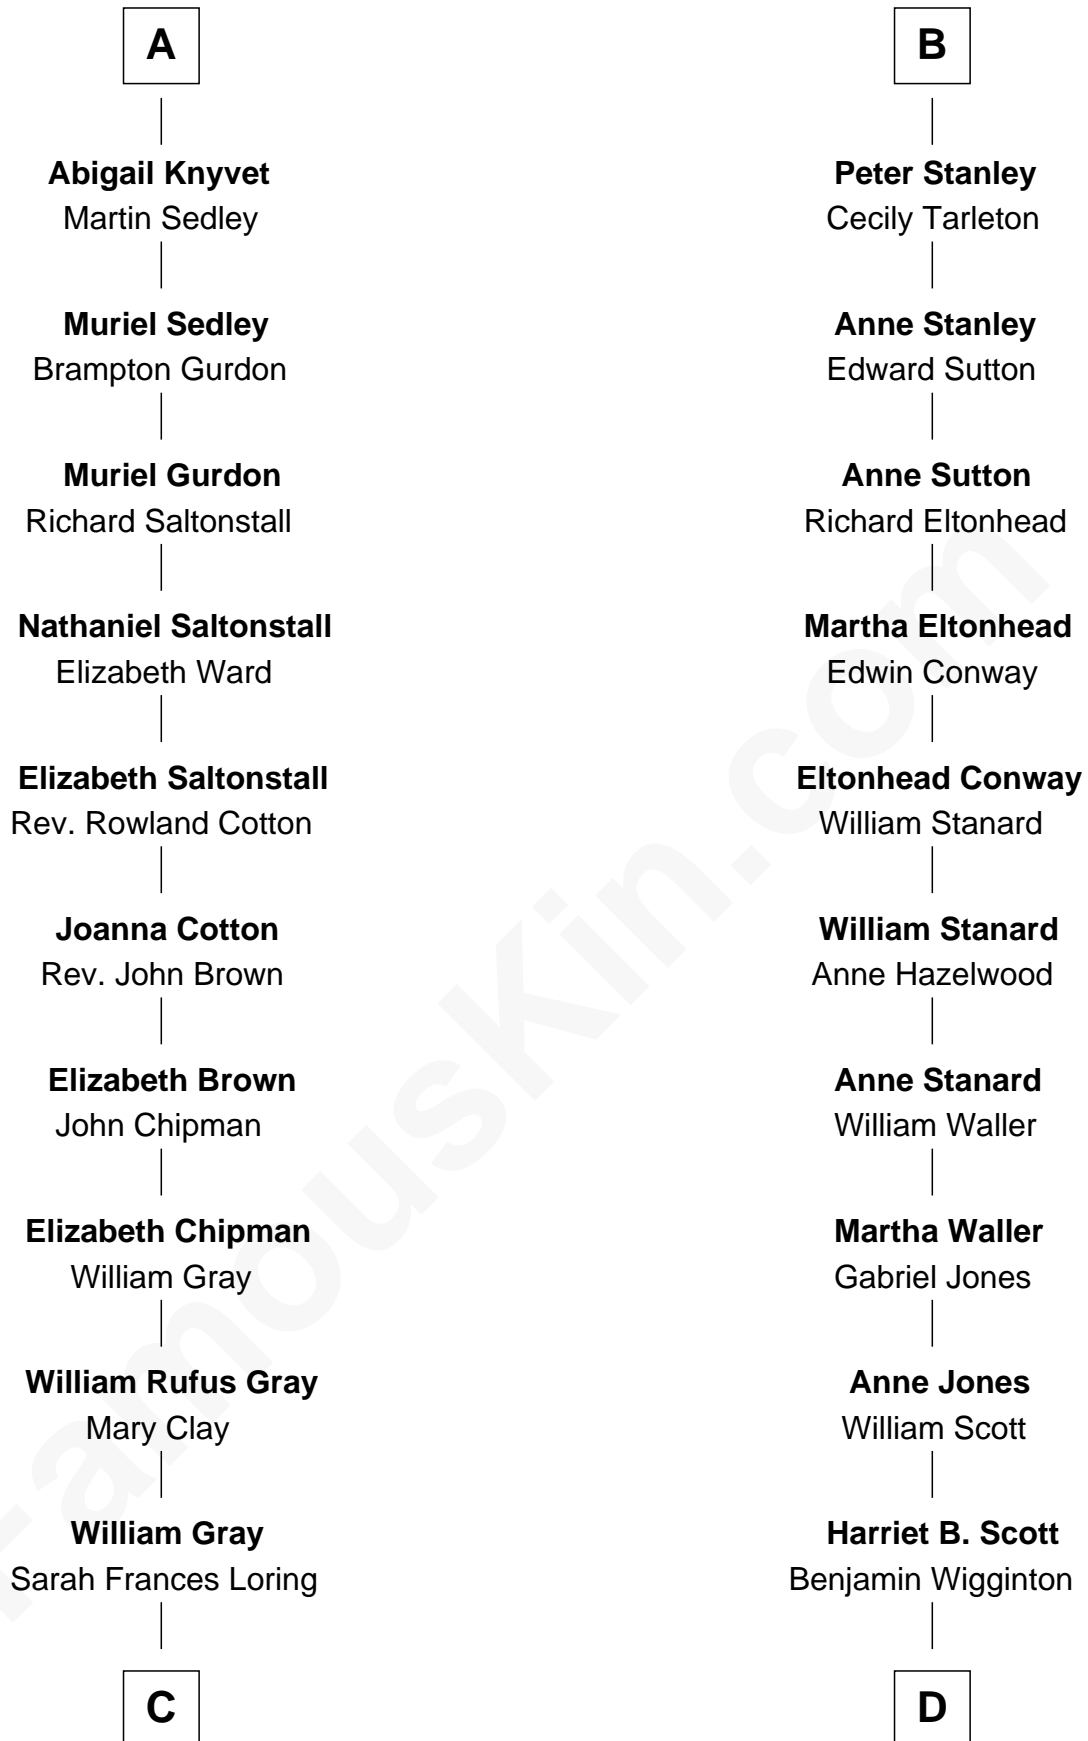 A
Abigail Knyvet
Martin Sedley
Muriel Sedley
Brampton Gurdon
Muriel Gurdon
Richard Saltonstall
Nathaniel Saltonstall
Elizabeth Ward
Elizabeth Saltonstall
Rev. Rowland Cotton
Joanna Cotton
Rev. John Brown
Elizabeth Brown
John Chipman
Elizabeth Chipman
William Gray
William Rufus Gray
Mary Clay
William Gray
Sarah Frances Loring
C
B
Peter Stanley
Cecily Tarleton
Anne Stanley
Edward Sutton
Anne Sutton
Richard Eltonhead
Martha Eltonhead
Edwin Conway
Eltonhead Conway
William Stanard
William Stanard
Anne Hazelwood
Anne Stanard
William Waller
Martha Waller
Gabriel Jones
Anne Jones
William Scott
Harriet B. Scott
Benjamin Wigginton
D
FamousKin.com